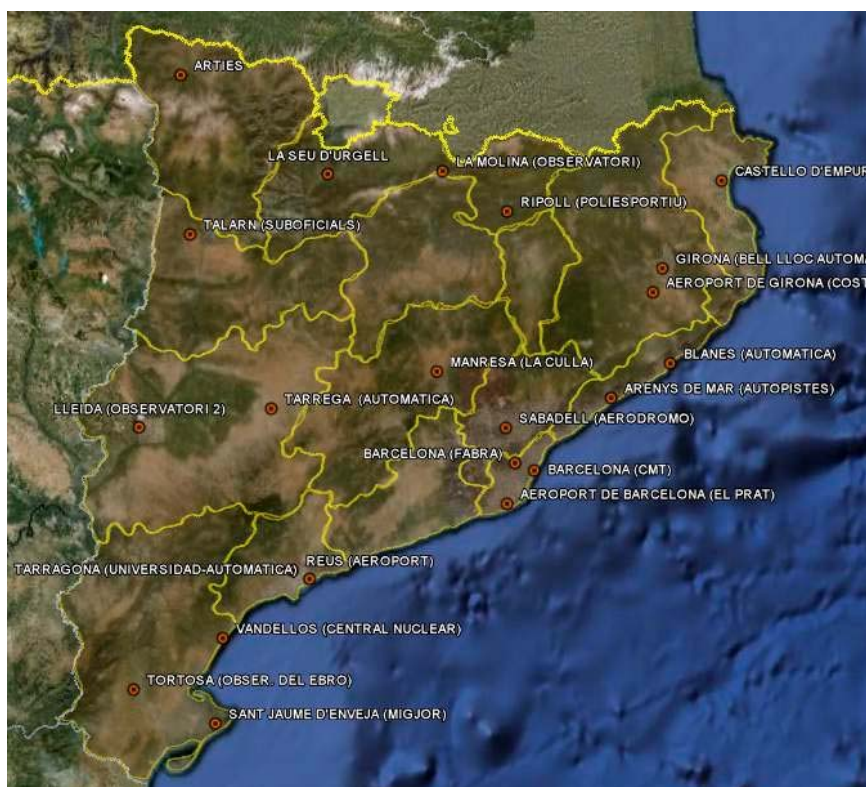 ARTIES
LA SEU D'URGELL
LA MOLINA (OBSERVATORI)
CASTELLO D'EMPUR
RIPOLL (POLIESPORTIU)
TALARN (SUBOFICIALS)
GIRONA (BELL LLOC AUTOMA
AEROPORT DE GIRONA (COST
MANRESA (LA CULLA)
BLANES (AUTOMATICA)
TARREGA (AUTOMATICA)
ARENYS DE MAR (AUTOPISTES)
LLEIDA (OBSERVATORI 2)
SABADELL (AERODROMO)
BARCELONA (FABRA)
BARCELONA (CMT)
AEROPORT DE BARCELONA (EL PRAT)
REUS (AEROPORT)
TARRAGONA (UNIVERSIDAD-AUTOMATICA)
VANDELLOS (CENTRAL NUCLEAR)
TORTOSA (OBSER. DEL EBRO)
SANT JAUME D'ENVEJA (MIGJOR)